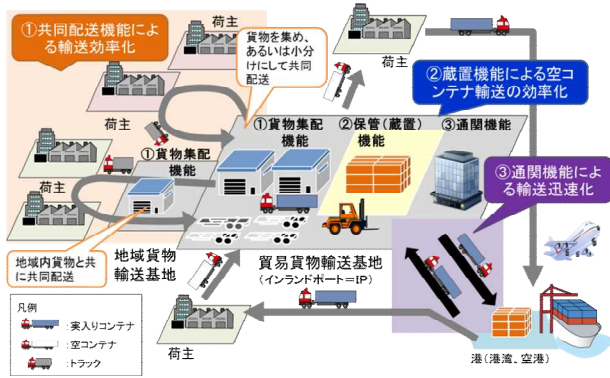 ①共同配送機能によ
る輸送効率化
荷主
貨物を集め、
あるいは小分
けにして共同
配送
荷主
②蔵置機能による空コ
ンテナ輸送の効率化
荷主
①貨物集配
機能
②保管(蔵置)
機能
③通関機能
①貨物集配
機能
荷主
③通関機能によ
る輸送迅速化
地域内貨物と共
に共同配送
地域貨物
輸送基地
貿易貨物輸送基地
(インランドポート=IP)
凡例
:実入りコンテナ
:空コンテナ
:トラック
荷主
港(港湾、空港)